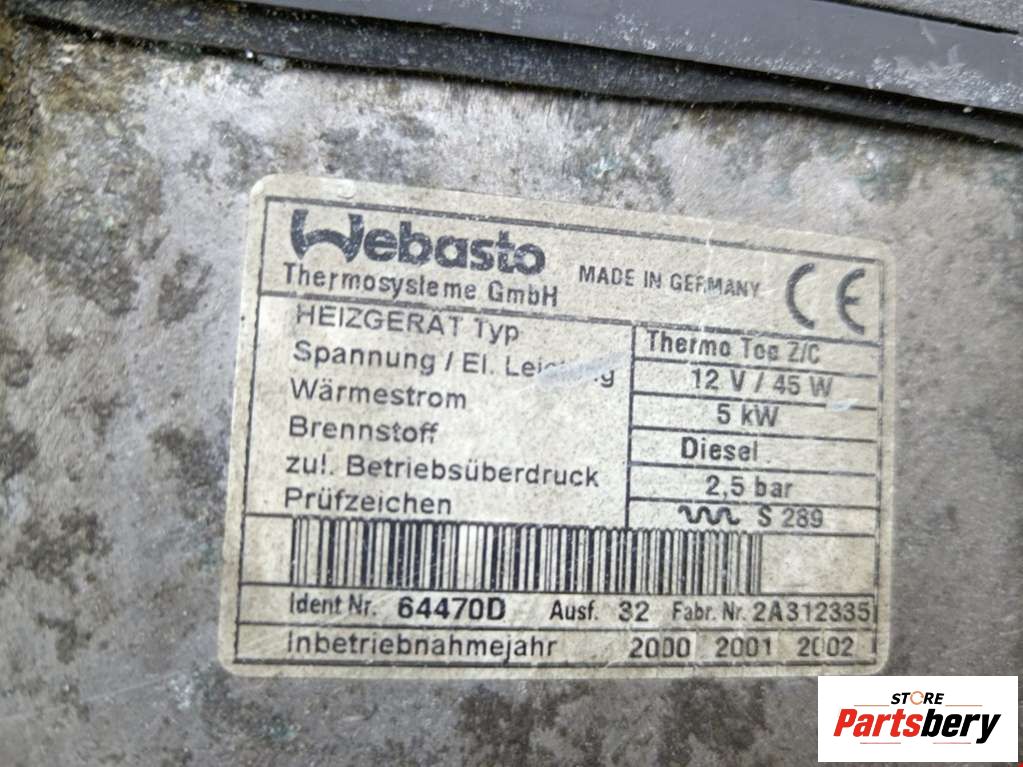 Webasto
Thermosysteme GmbH MADE IN GERMANY CE
HEIZGERÄT Typ Thermo Top Z/C
Spannung / El. Leistung 12 V / 45 W
Wärmestrom 5 kW
Brennstoff Diesel
zul. Betriebsüberdruck 2,5 bar
Prüfzeichen S 289
Ident Nr. 64470D Ausf. 32 Fabr. Nr. 2A312335
Inbetriebnahmejahr 2000 2001 2002
STORE
Partsbery